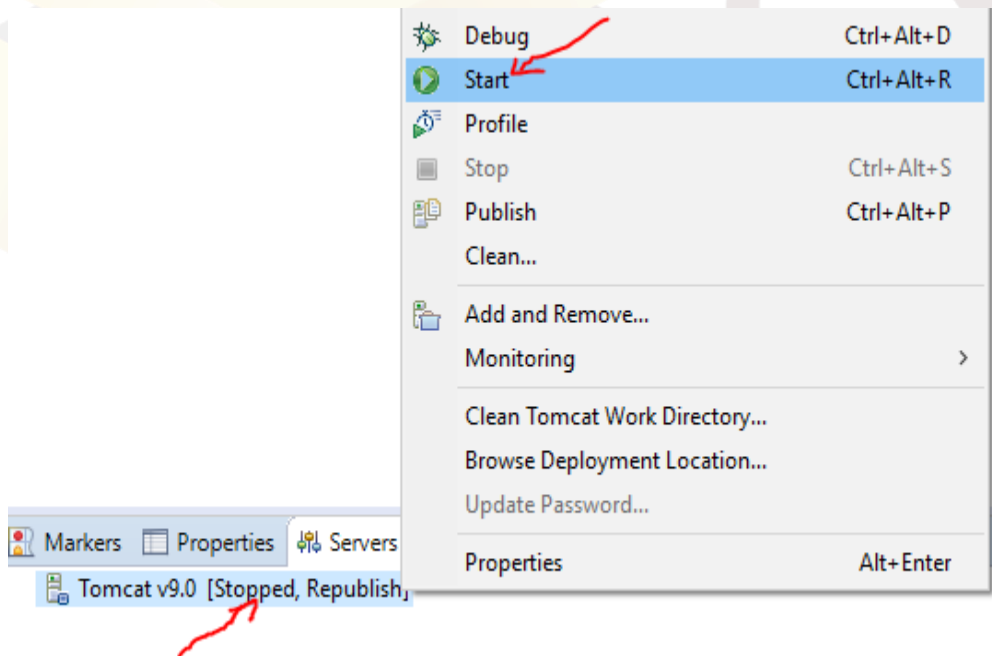 Debug Ctrl+Alt+D
Start Ctrl+Alt+R
Profile
Stop Ctrl+Alt+S
Publish Ctrl+Alt+P
Clean...
Add and Remove...
Monitoring
Clean Tomcat Work Directory...
Browse Deployment Location...
Update Password...
Properties Alt+Enter
Markers Properties Servers
Tomcat v9.0 [Stopped, Republish]